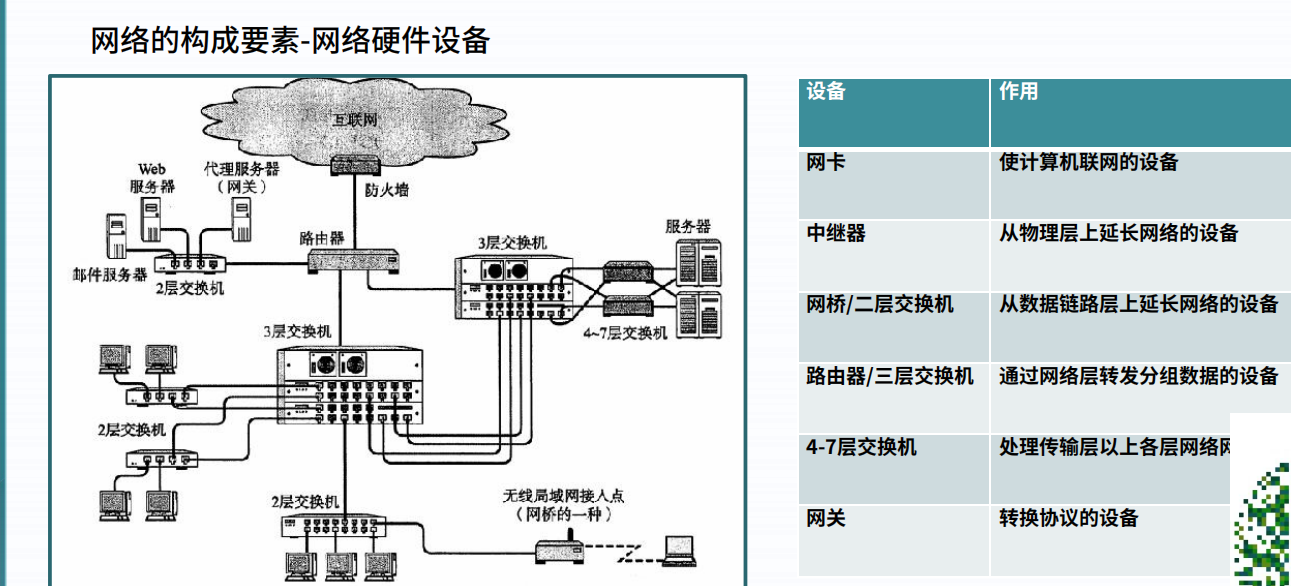 网络的构成要素-网络硬件设备
互联网
防火墙
Web
服务器
代理服务器
（网关）
邮件服务器
2层交换机
路由器
3层交换机
服务器
4~7层交换机
3层交换机
2层交换机
2层交换机
无线局域网接入点
（网桥的一种）
设备 作用
网卡 使计算机联网的设备
中继器 从物理层上延长网络的设备
网桥/二层交换机 从数据链路层上延长网络的设备
路由器/三层交换机 通过网络层转发分组数据的设备
4-7层交换机 处理传输层以上各层网络
网关 转换协议的设备